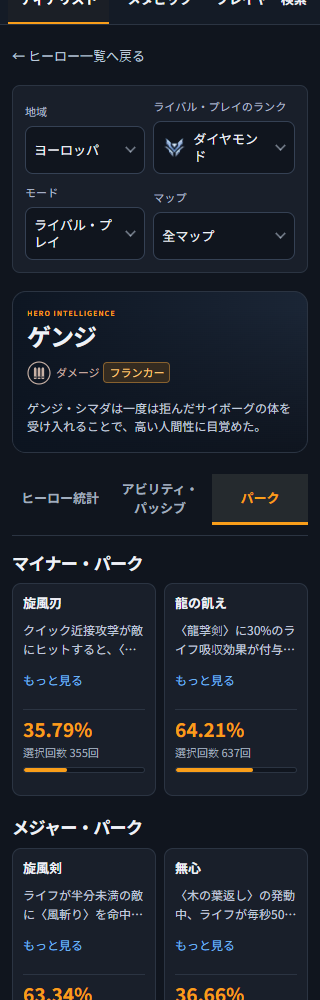 ← ヒーロー一覧へ戻る
地域
ヨーロッパ
ライバル・プレイのランク
ダイヤモン
ド
モード
ライバル・プ
レイ
マップ
全マップ
HERO INTELLIGENCE
ゲンジ
ダメージ フランカー
ゲンジ・シマダは一度は拒んだサイボーグの体を
受け入れることで、高い人間性に目覚めた。
ヒーロー統計
アビリティ・
パッシブ
パーク
マイナー・パーク
旋風刃
クイック近接攻撃が敵
にヒットすると、〈…
もっと見る
35.79%
選択回数 355回
龍の飢え
〈龍撃剣〉に30%のラ
イフ吸収効果が付与…
もっと見る
64.21%
選択回数 637回
メジャー・パーク
旋風剣
ライフが半分未満の敵
に〈風斬り〉を命中…
もっと見る
63.34%
無心
〈木の葉返し〉の発動
中、ライフが毎秒50…
もっと見る
36.66%